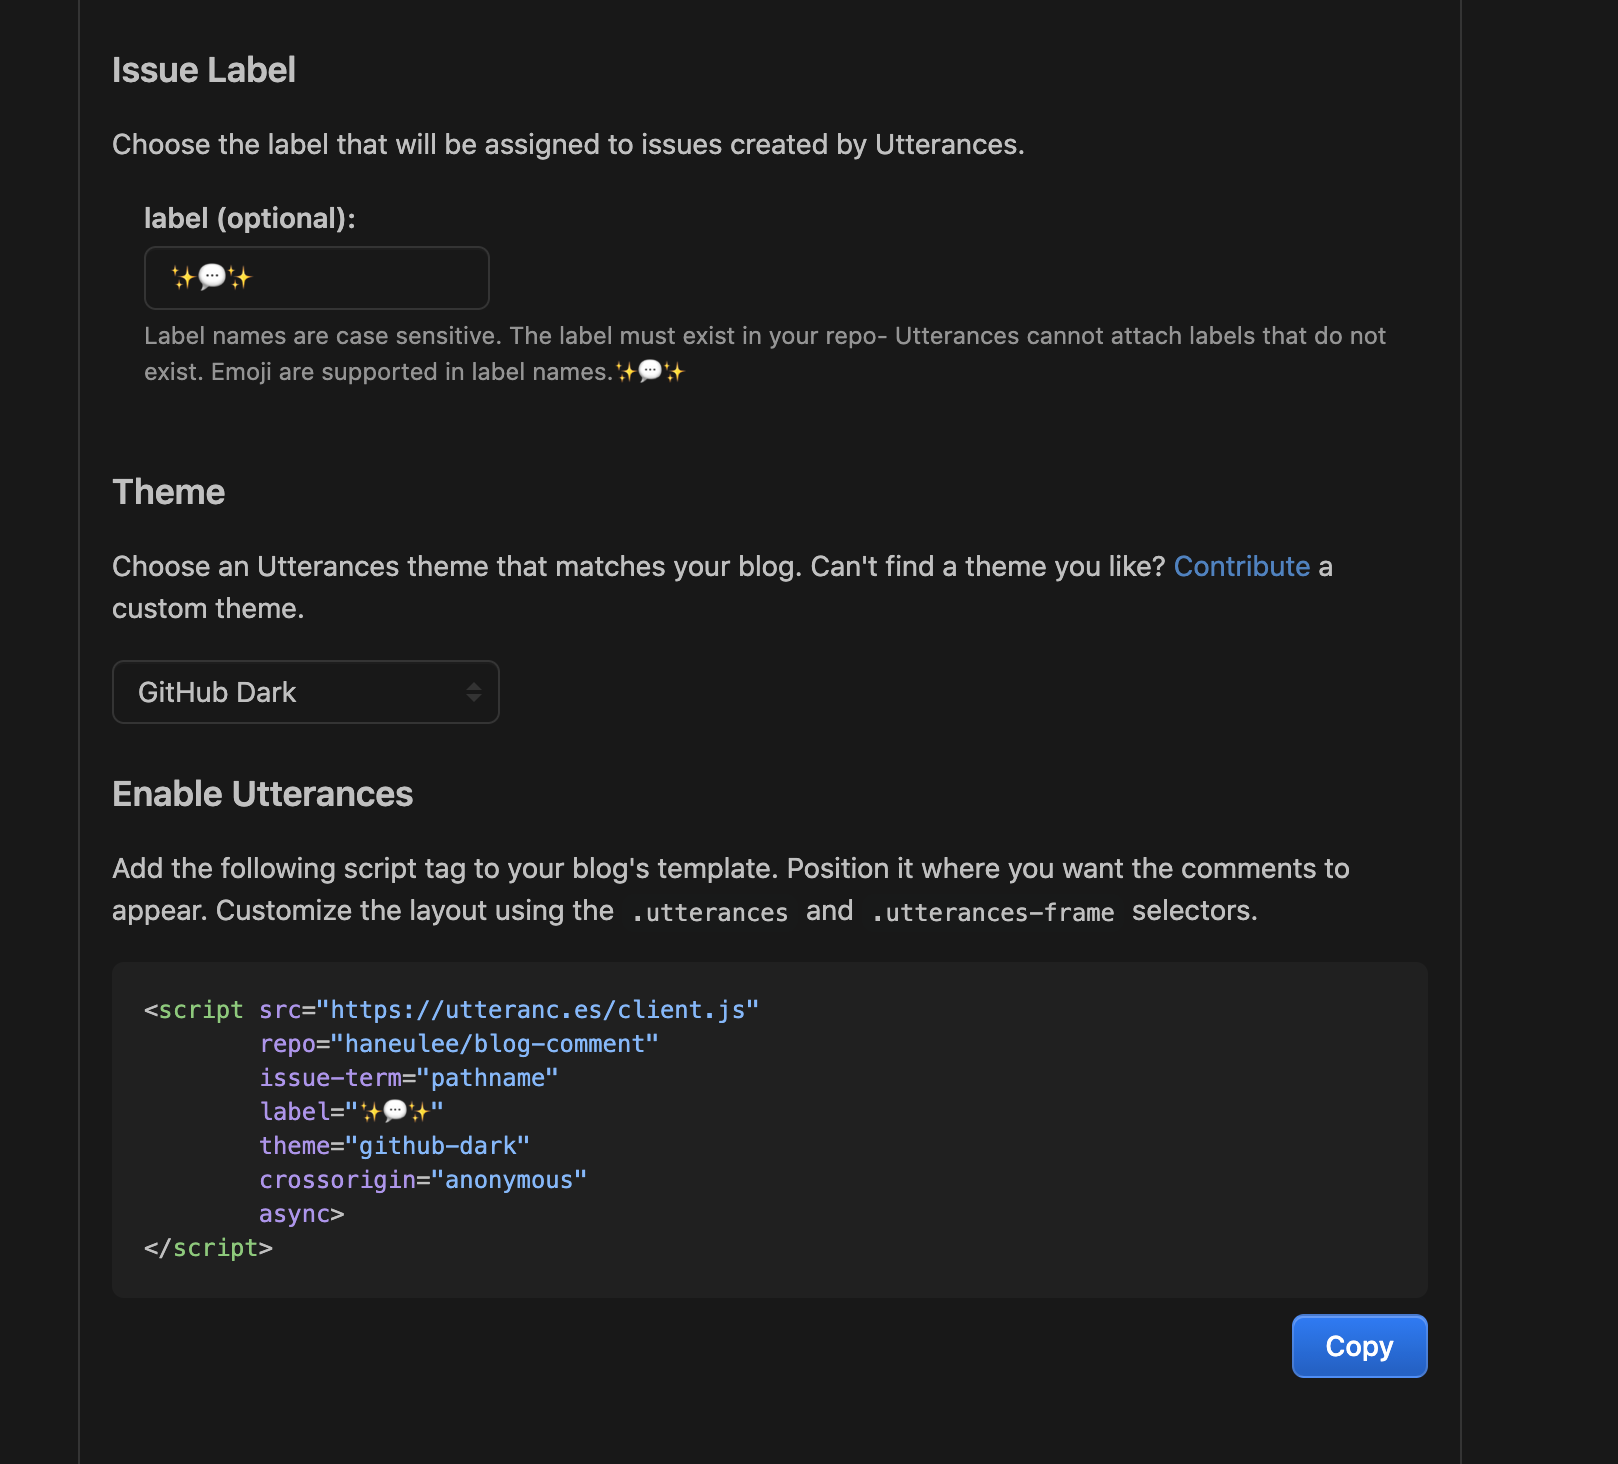 Issue Label
Choose the label that will be assigned to issues created by Utterances.
label (optional):
✨💬✨
Label names are case sensitive. The label must exist in your repo- Utterances cannot attach labels that do not
exist. Emoji are supported in label names.✨💬✨
Theme
Choose an Utterances theme that matches your blog. Can't find a theme you like? Contribute a
custom theme.
GitHub Dark
Enable Utterances
Add the following script tag to your blog's template. Position it where you want the comments to
appear. Customize the layout using the .utterances and .utterances-frame selectors.
<script src="https://utteranc.es/client.js"
        repo="haneulee/blog-comment"
        issue-term="pathname"
        label="✨💬✨"
        theme="github-dark"
        crossorigin="anonymous"
        async>
</script>
Copy